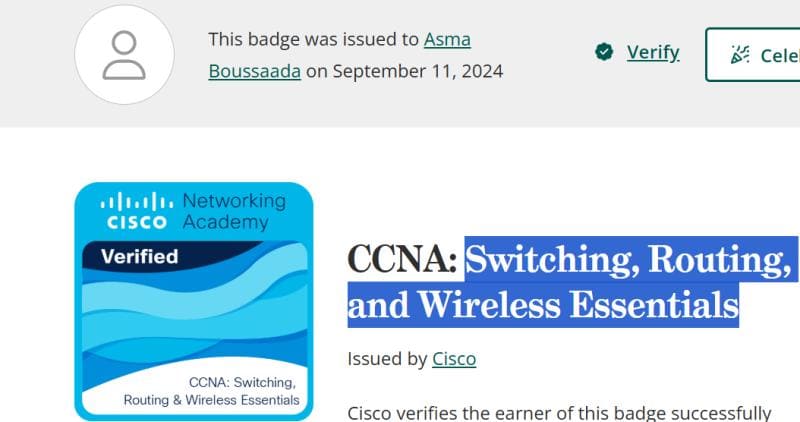 This badge was issued to Asma
Boussaada on September 11, 2024
Verify
Cele
Networking
Academy
CISCO
Verified
CCNA: Switching,
Routing & Wireless Essentials
CCNA: Switching, Routing,
and Wireless Essentials
Issued by Cisco
Cisco verifies the earner of this badge successfully